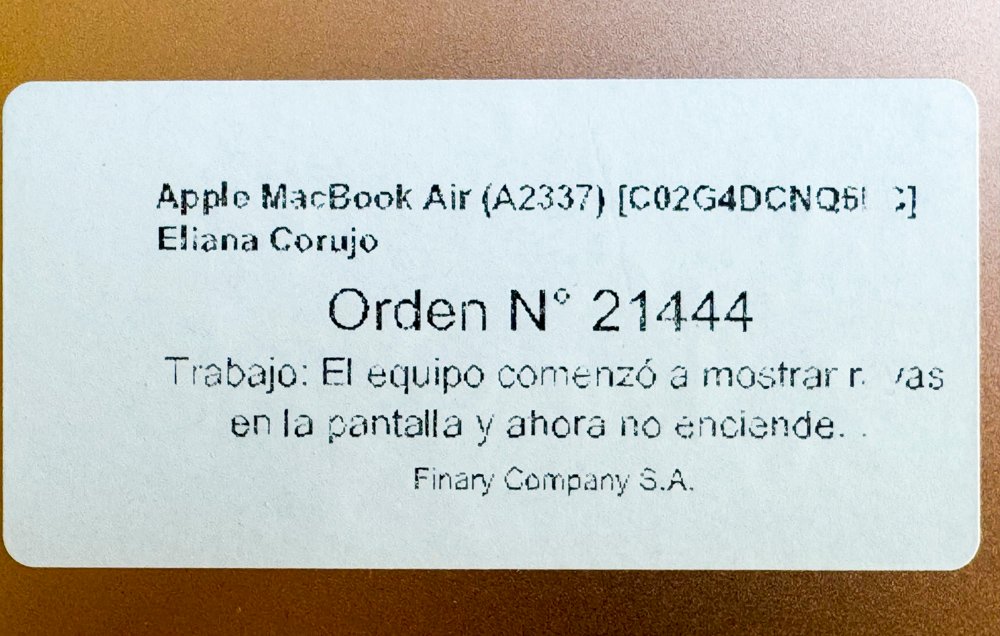 Apple MacBook Air (A2337)
Eliana Corujo
Orden N° 21444
Trabajo: El equipo comenzó a mostrar
en la pantalla y ahora no enciende. .
Finary Company S.A.